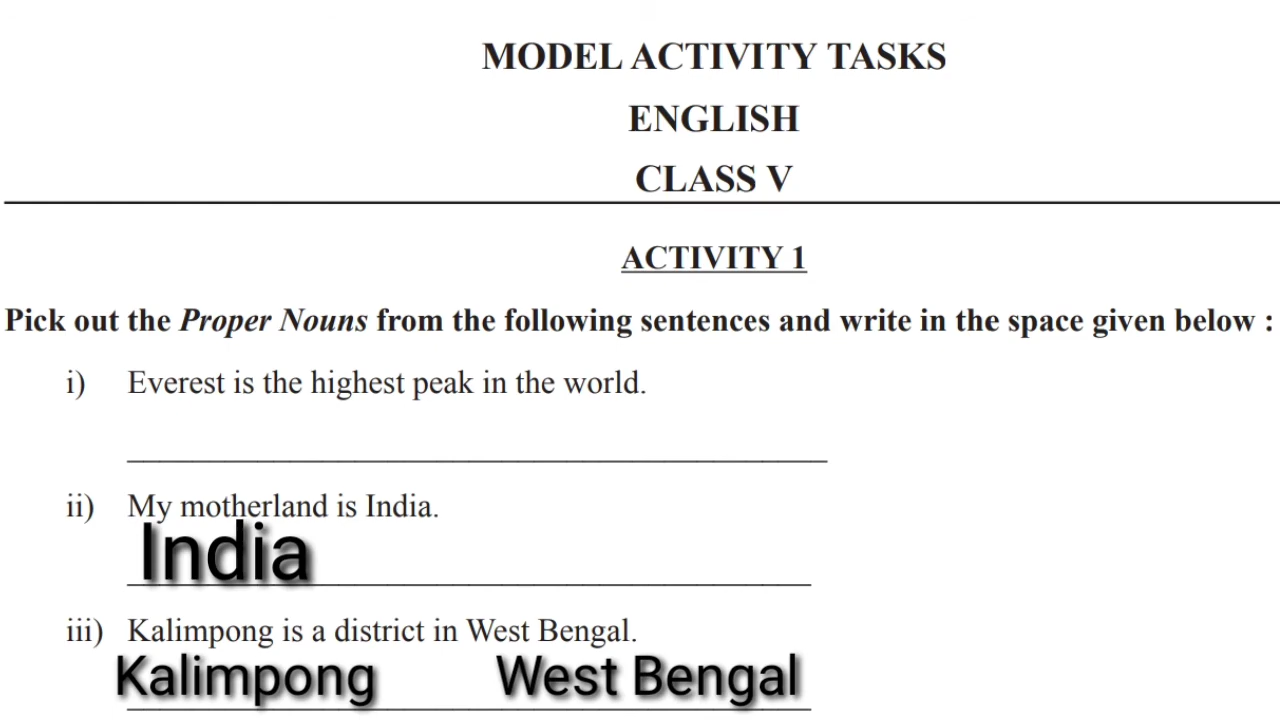 MODEL ACTIVITY TASKS
ENGLISH
CLASS V
ACTIVITY 1
Pick out the Proper Nouns from the following sentences and write in the space given below :
i) Everest is the highest peak in the world.
ii) My motherland is India.
India
iii) Kalimpong is a district in West Bengal.
Kalimpong West Bengal